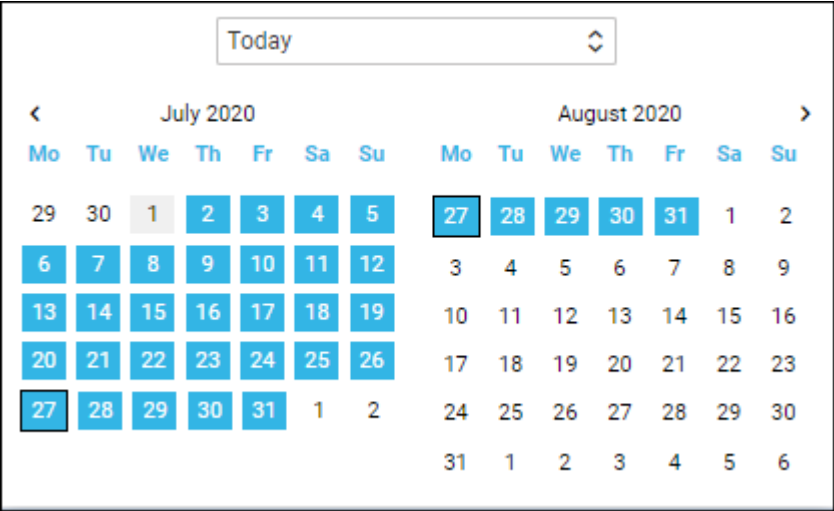 Today
July 2020
Mo Tu We Th Fr Sa Su
29 30 1 2 3 4 5
6 7 8 9 10 11 12
13 14 15 16 17 18 19
20 21 22 23 24 25 26
27 28 29 30 31 1 2
August 2020
Mo Tu We Th Fr Sa Su
27 28 29 30 31 1 2
3 4 5 6 7 8 9
10 11 12 13 14 15 16
17 18 19 20 21 22 23
24 25 26 27 28 29 30
31 1 2 3 4 5 6